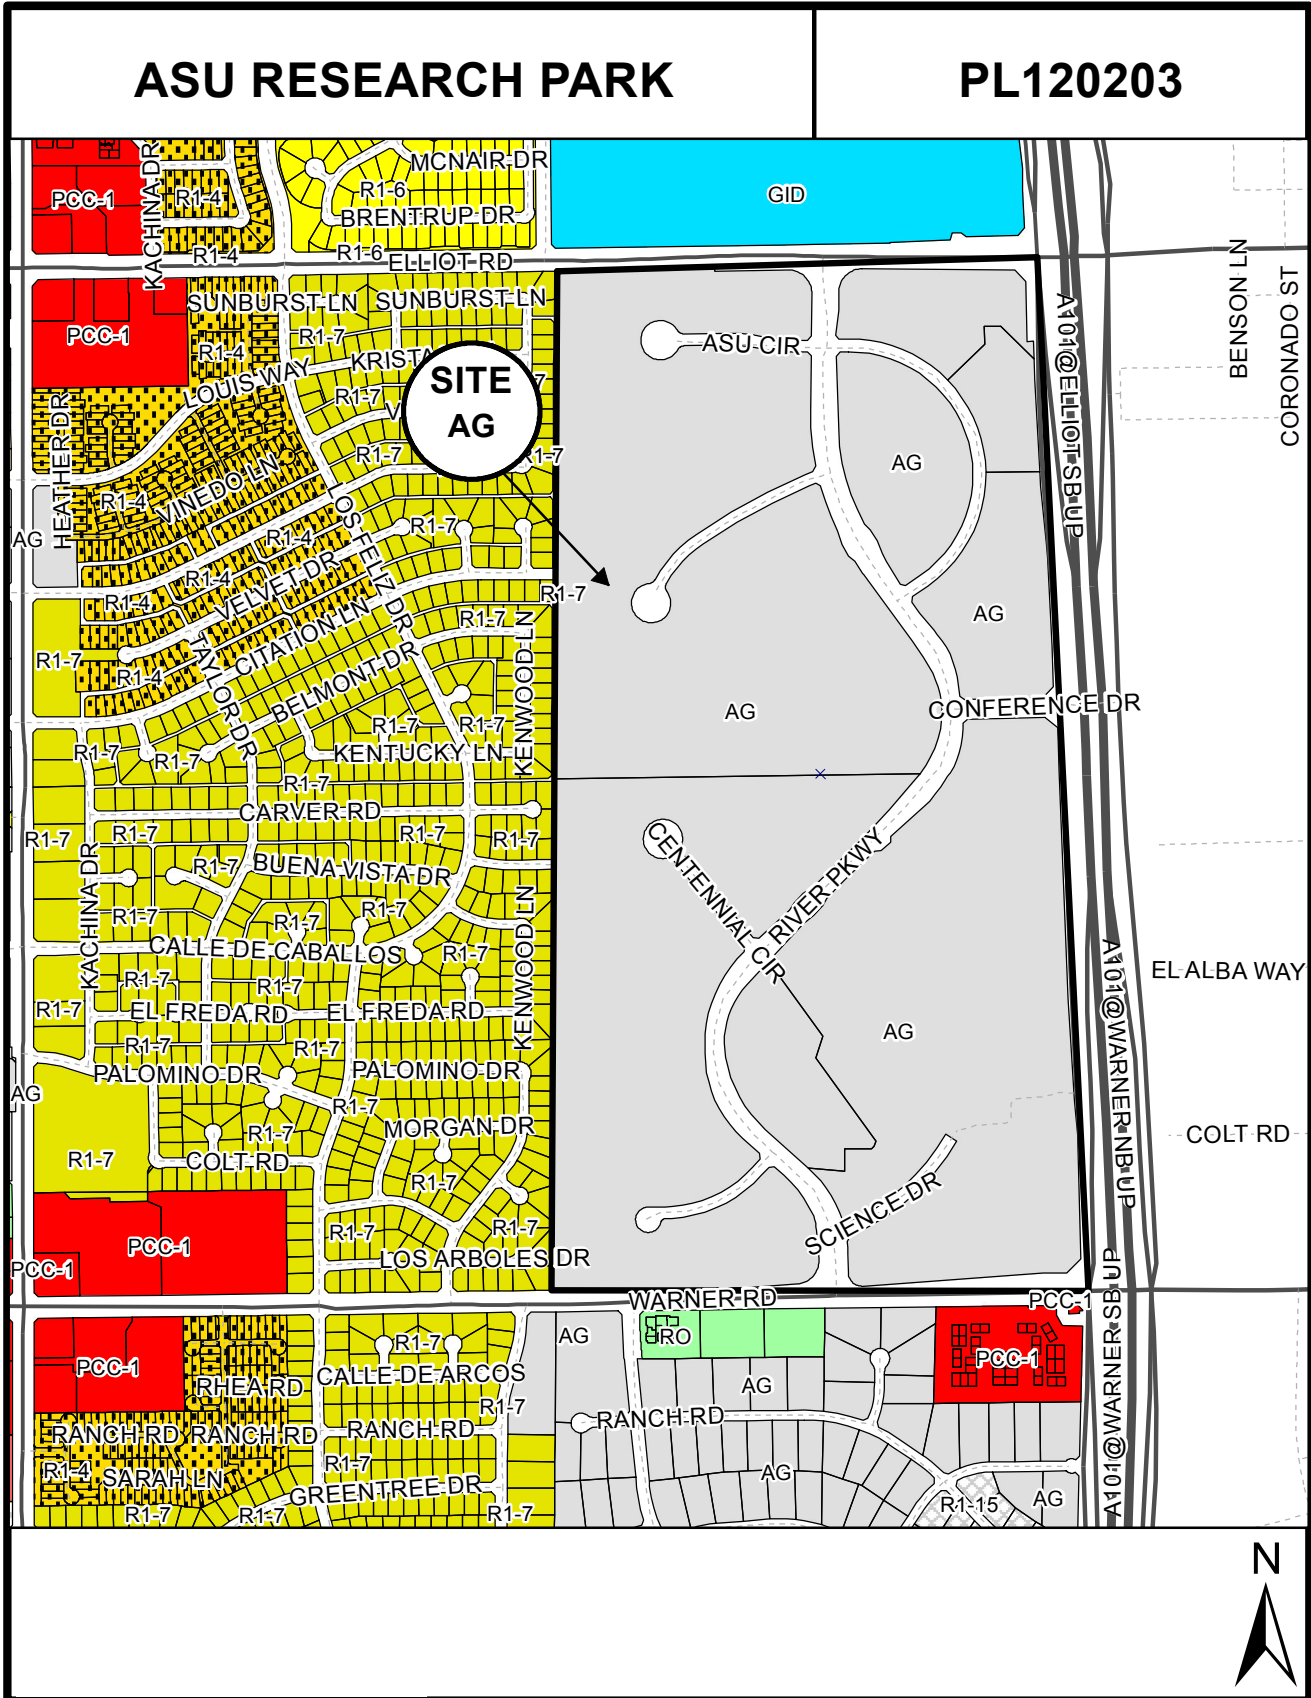 ASU RESEARCH PARK
PL120203
PCC-1
KACHINA DR
R1-4
MCNAIR DR
R1-6
BRENTRUP DR
GID
R1-4
R1-6
ELLIOT RD
BENSON LN
CORONADO ST
PCC-1
SUNBURST LN
SUNBURST LN
R1-7
R1-4
KRISTA
LOUIS WAY
R1-7
SITE
AG
7
V
R1-7
R1-7
ASU CIR
A101@ELLIOT SB UP
AG
HEATHER DR
R1-4
VINEDO LN
LOS FELIZ DR
R1-7
AG
R1-4
R1-4
VELVET DR
R1-4
R1-7
R1-7
AG
CITATION LN
TAYLOR DR
KENWOOD LN
R1-7
R1-4
BELMONT DR
AG
CONFERENCE DR
R1-7
R1-7
R1-7
R1-7
KENTUCKY LN
R1-7
CARVER RD
R1-7
R1-7
R1-7
R1-7
KACHINA DR
R1-7
BUENA VISTA DR
CENTENNIAL CIR
RIVER PKWY
C
R1-7
R1-7
R1-7
KENWOOD LN
CALLE DE CABALLOS
R1-7
A101@WARNER NB UP
EL ALBA WAY
R1-7
R1-7
R1-7
EL FREDA RD
EL FREDA RD
AG
R1-7
R1-7
PALOMINO DR
PALOMINO DR
AG
R1-7
R1-7
MORGAN DR
COLT RD
R1-7
COLT RD
R1-7
SCIENCE DR
R1-7
R1-7
PCC-1
LOS ARBOLES DR
PCC-1
WARNER RD
PCC-1
A101@WARNER SB UP
R1-7
AG
RO
PCC-1
PCC-1
CALLE DE ARCOS
RHEA RD
AG
R1-7
RANCH RD
RANCH RD
RANCH RD
RANCH RD
R1-7
R1-4
SARAH LN
GREENTREE DR
AG
R1-15
AG
R1-7
R1-7
R1-7
N